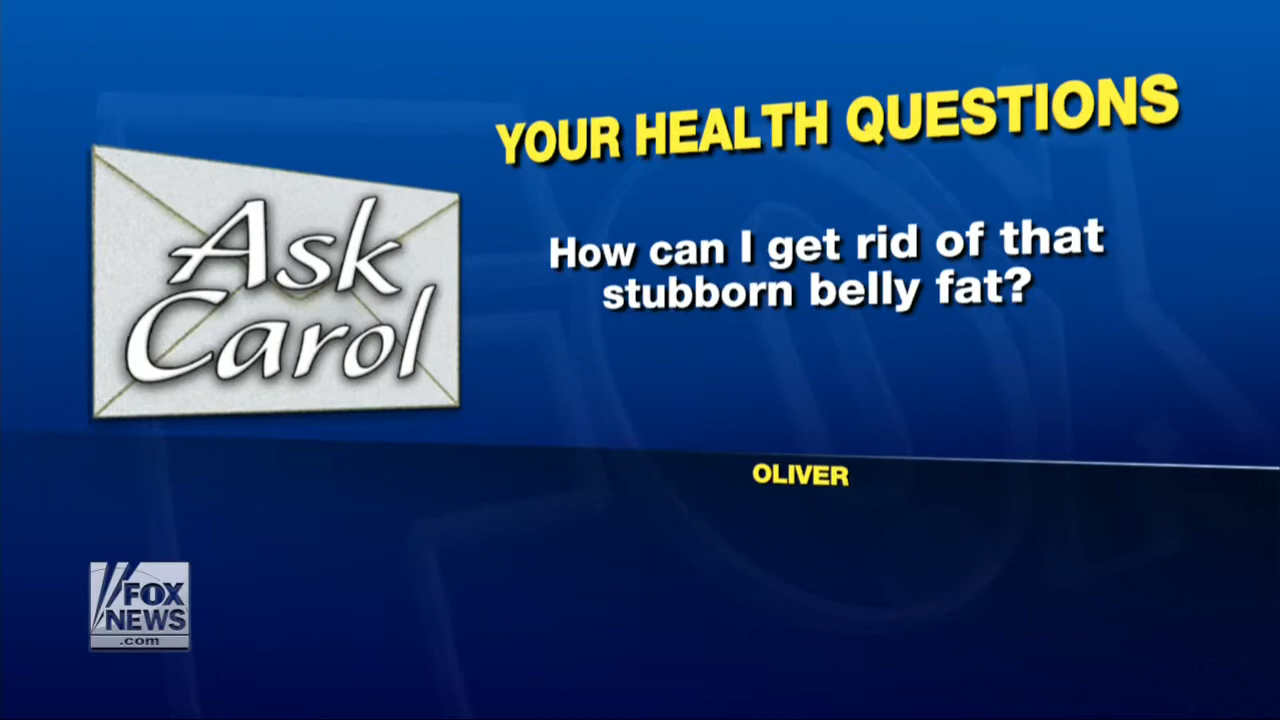 YOUR HEALTH QUESTIONS
Ask
Carol
How can I get rid of that
stubborn belly fat?
OLIVER
FOX
NEWS
.com